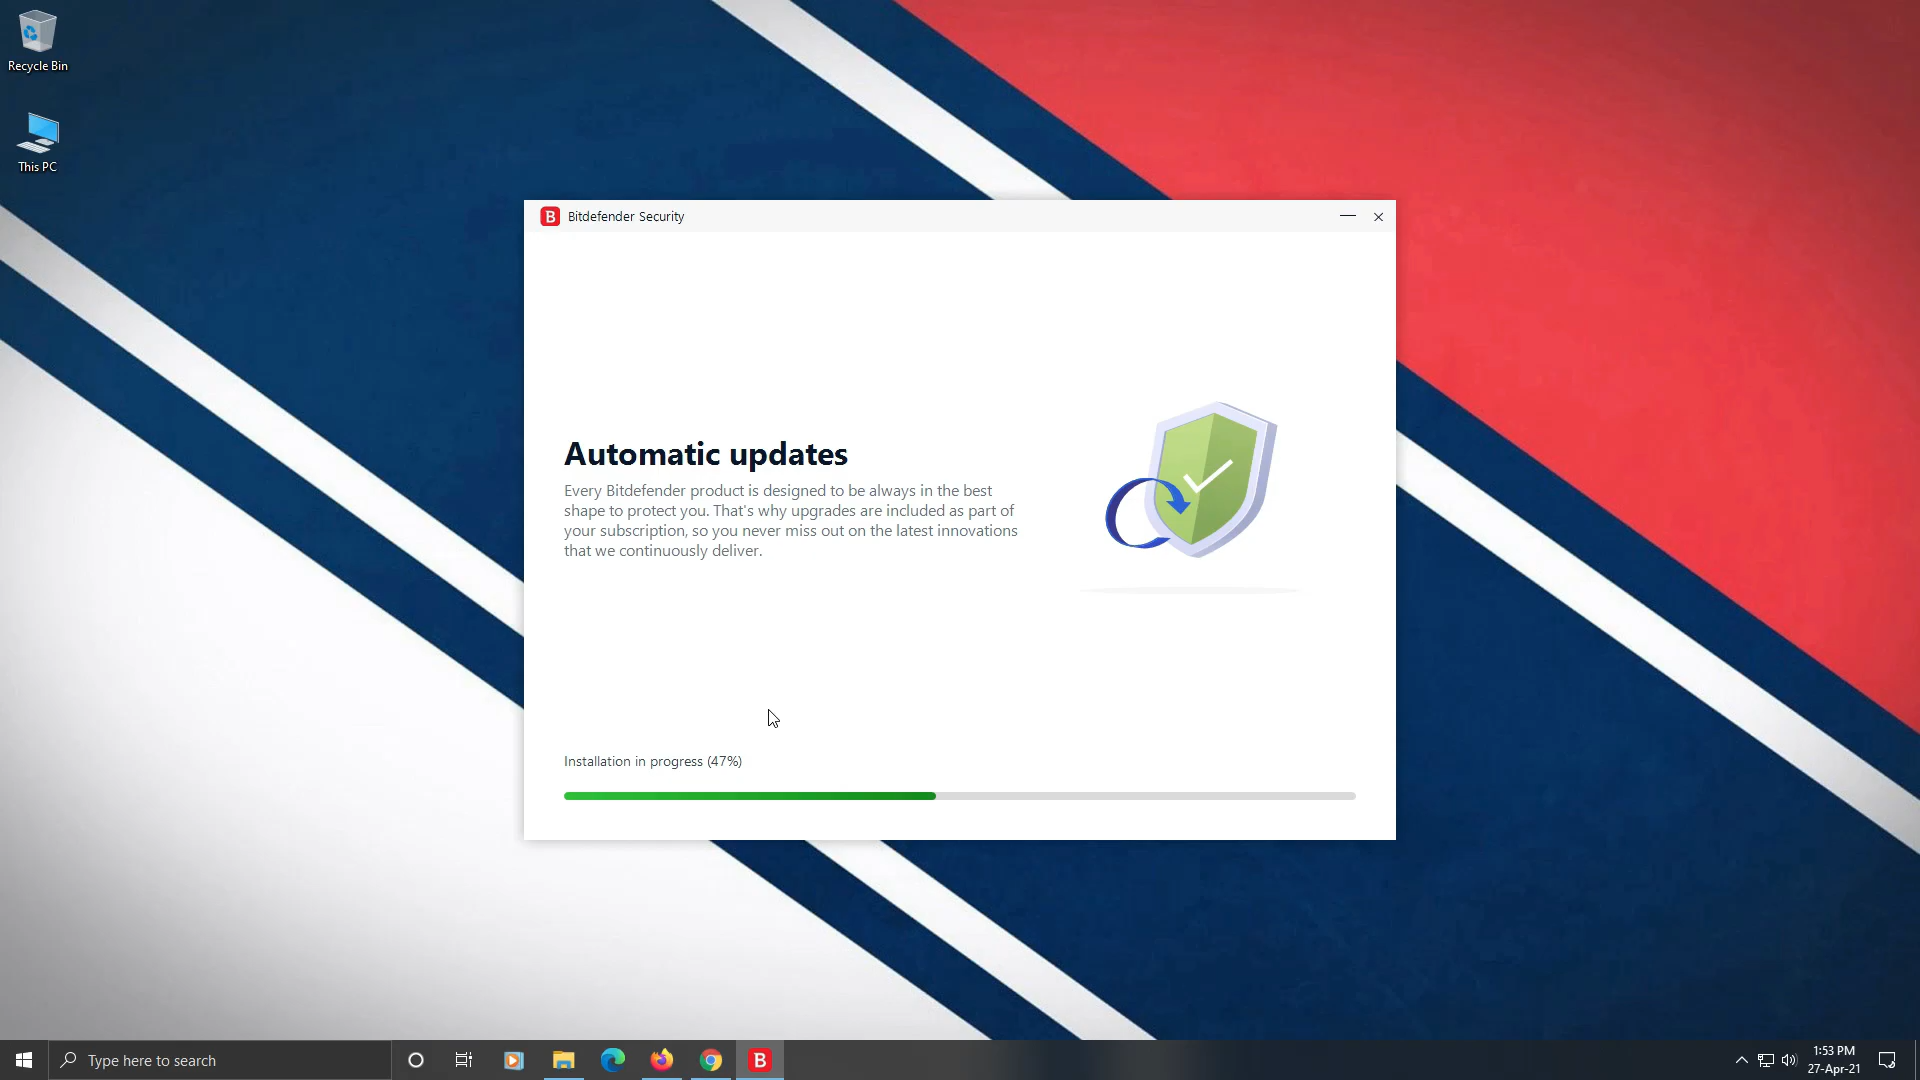 Recycle Bin
This PC
B Bitdefender Security
Automatic updates
Every Bitdefender product is designed to be always in the best
shape to protect you. That's why upgrades are included as part of
your subscription, so you never miss out on the latest innovations
that we continuously deliver.
Installation in progress (47%)
Type here to search
B
1:53 PM
27-Apr-21